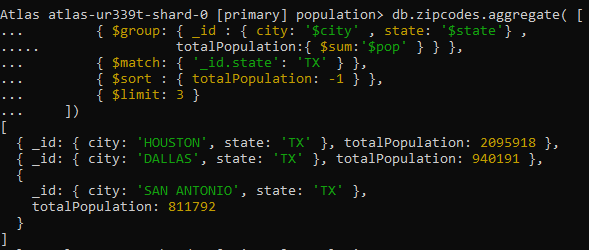 Atlas atlas-ur339t-shard-0 [primary] population> db.zipcodes.aggregate( [
... { $group: { _id : { city: '$city' , state: '$state'} ,
..... totalPopulation:{ $sum:'$pop' } } },
... { $match: { '_id.state': 'TX' } },
... { $sort : { totalPopulation: -1 } },
... { $limit: 3 }
... ])
[
{ _id: { city: 'HOUSTON', state: 'TX' }, totalPopulation: 2095918 },
{ _id: { city: 'DALLAS', state: 'TX' }, totalPopulation: 940191 },
{
_id: { city: 'SAN ANTONIO', state: 'TX' },
totalPopulation: 811792
}
]